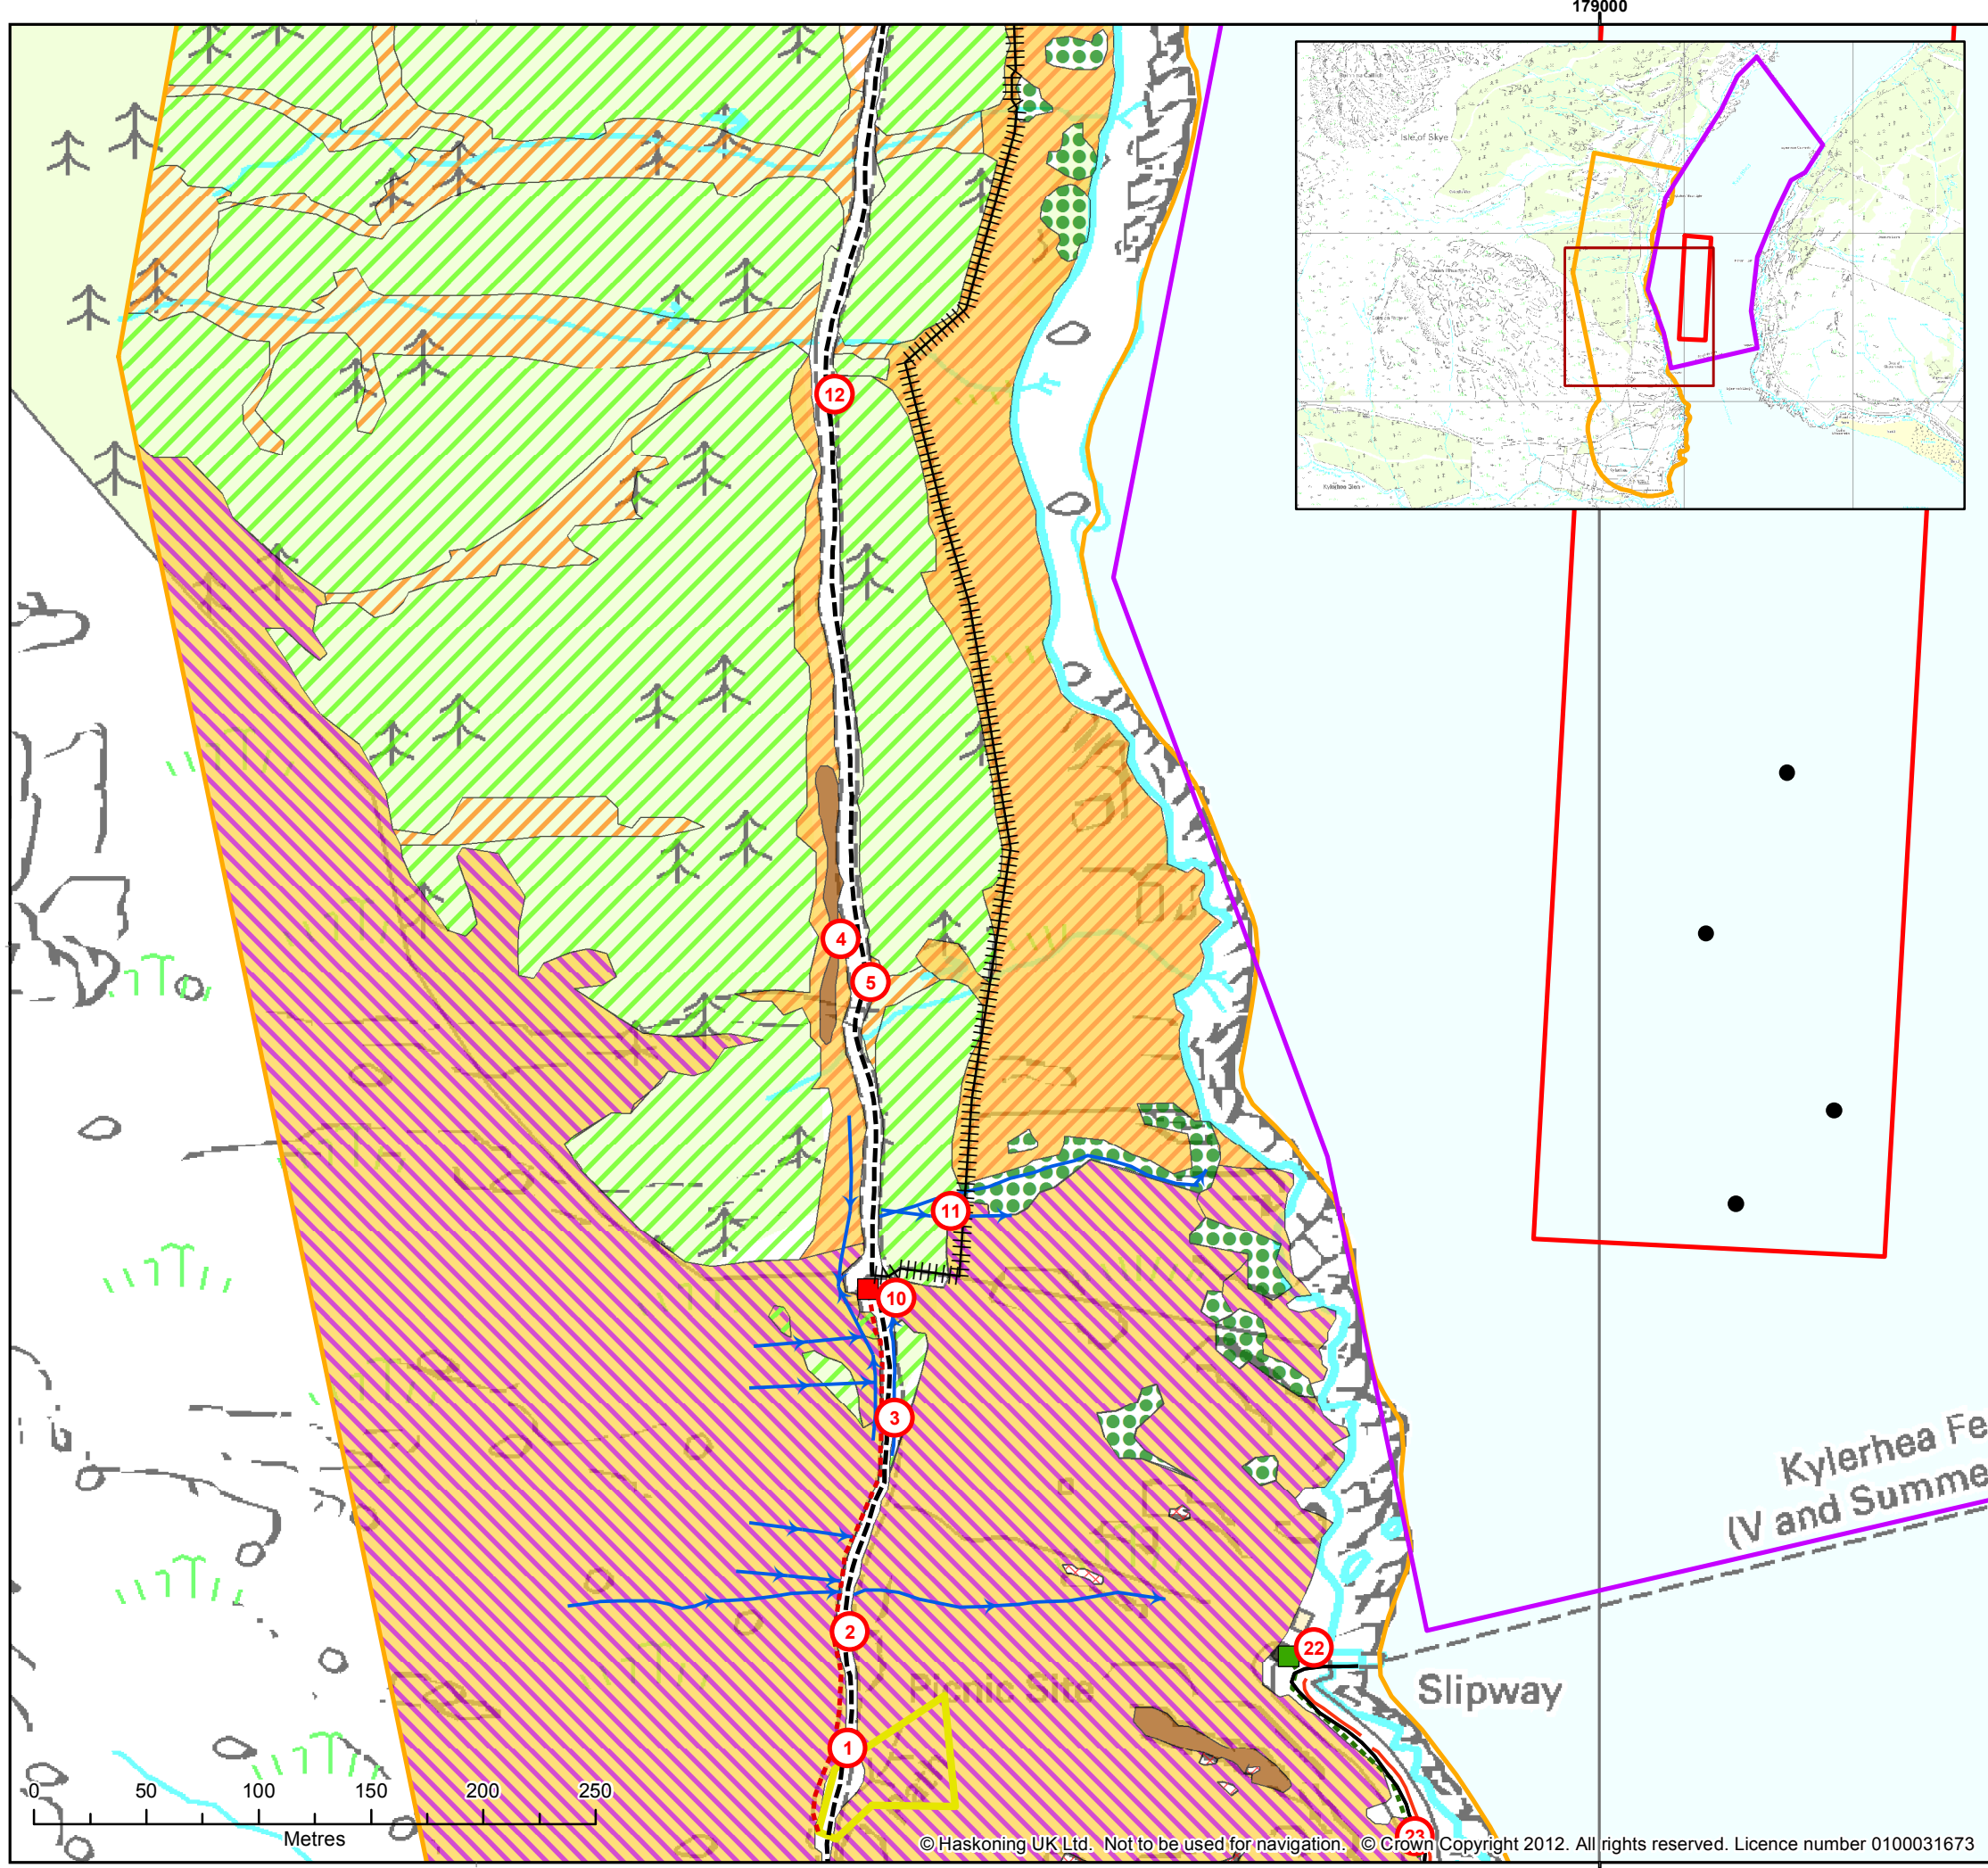 179000
Isle of Skye
12
4
5
11
10
3
Kylerhea Fe
(V and Summe
2
22
Picnic Site
Slipway
1
0 50 100 150 200 250
Metres
23
© Haskoning UK Ltd. Not to be used for navigation. © Crown Copyright 2012. All rights reserved. Licence number 0100031673